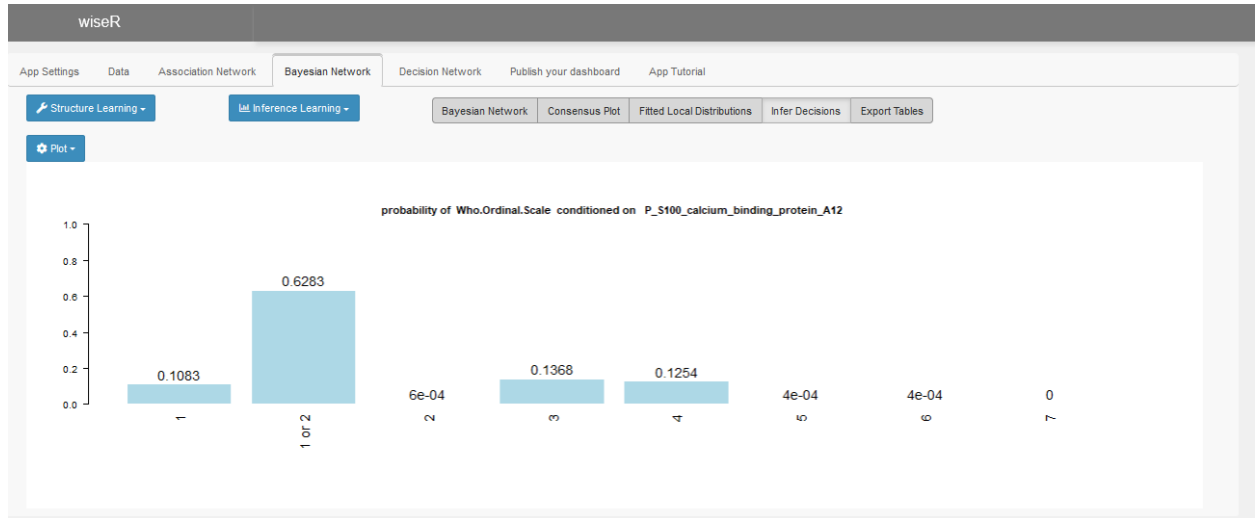 wiseR
App Settings Data Association Network Bayesian Network Decision Network Publish your dashboard App Tutorial
Structure Learning Inference Learning Bayesian Network Consensus Plot Fitted Local Distributions Infer Decisions Export Tables
Plot
probability of Who.Ordinal.Scale conditioned on P_S100_calcium_binding_protein_A12
1.0
0.8
0.6283
0.6
0.4
0.2
0.1083 0.1368 0.1254
6e-04 4e-04 4e-04 0
0.0
1 1 or 2 2 3 4 5 6 7